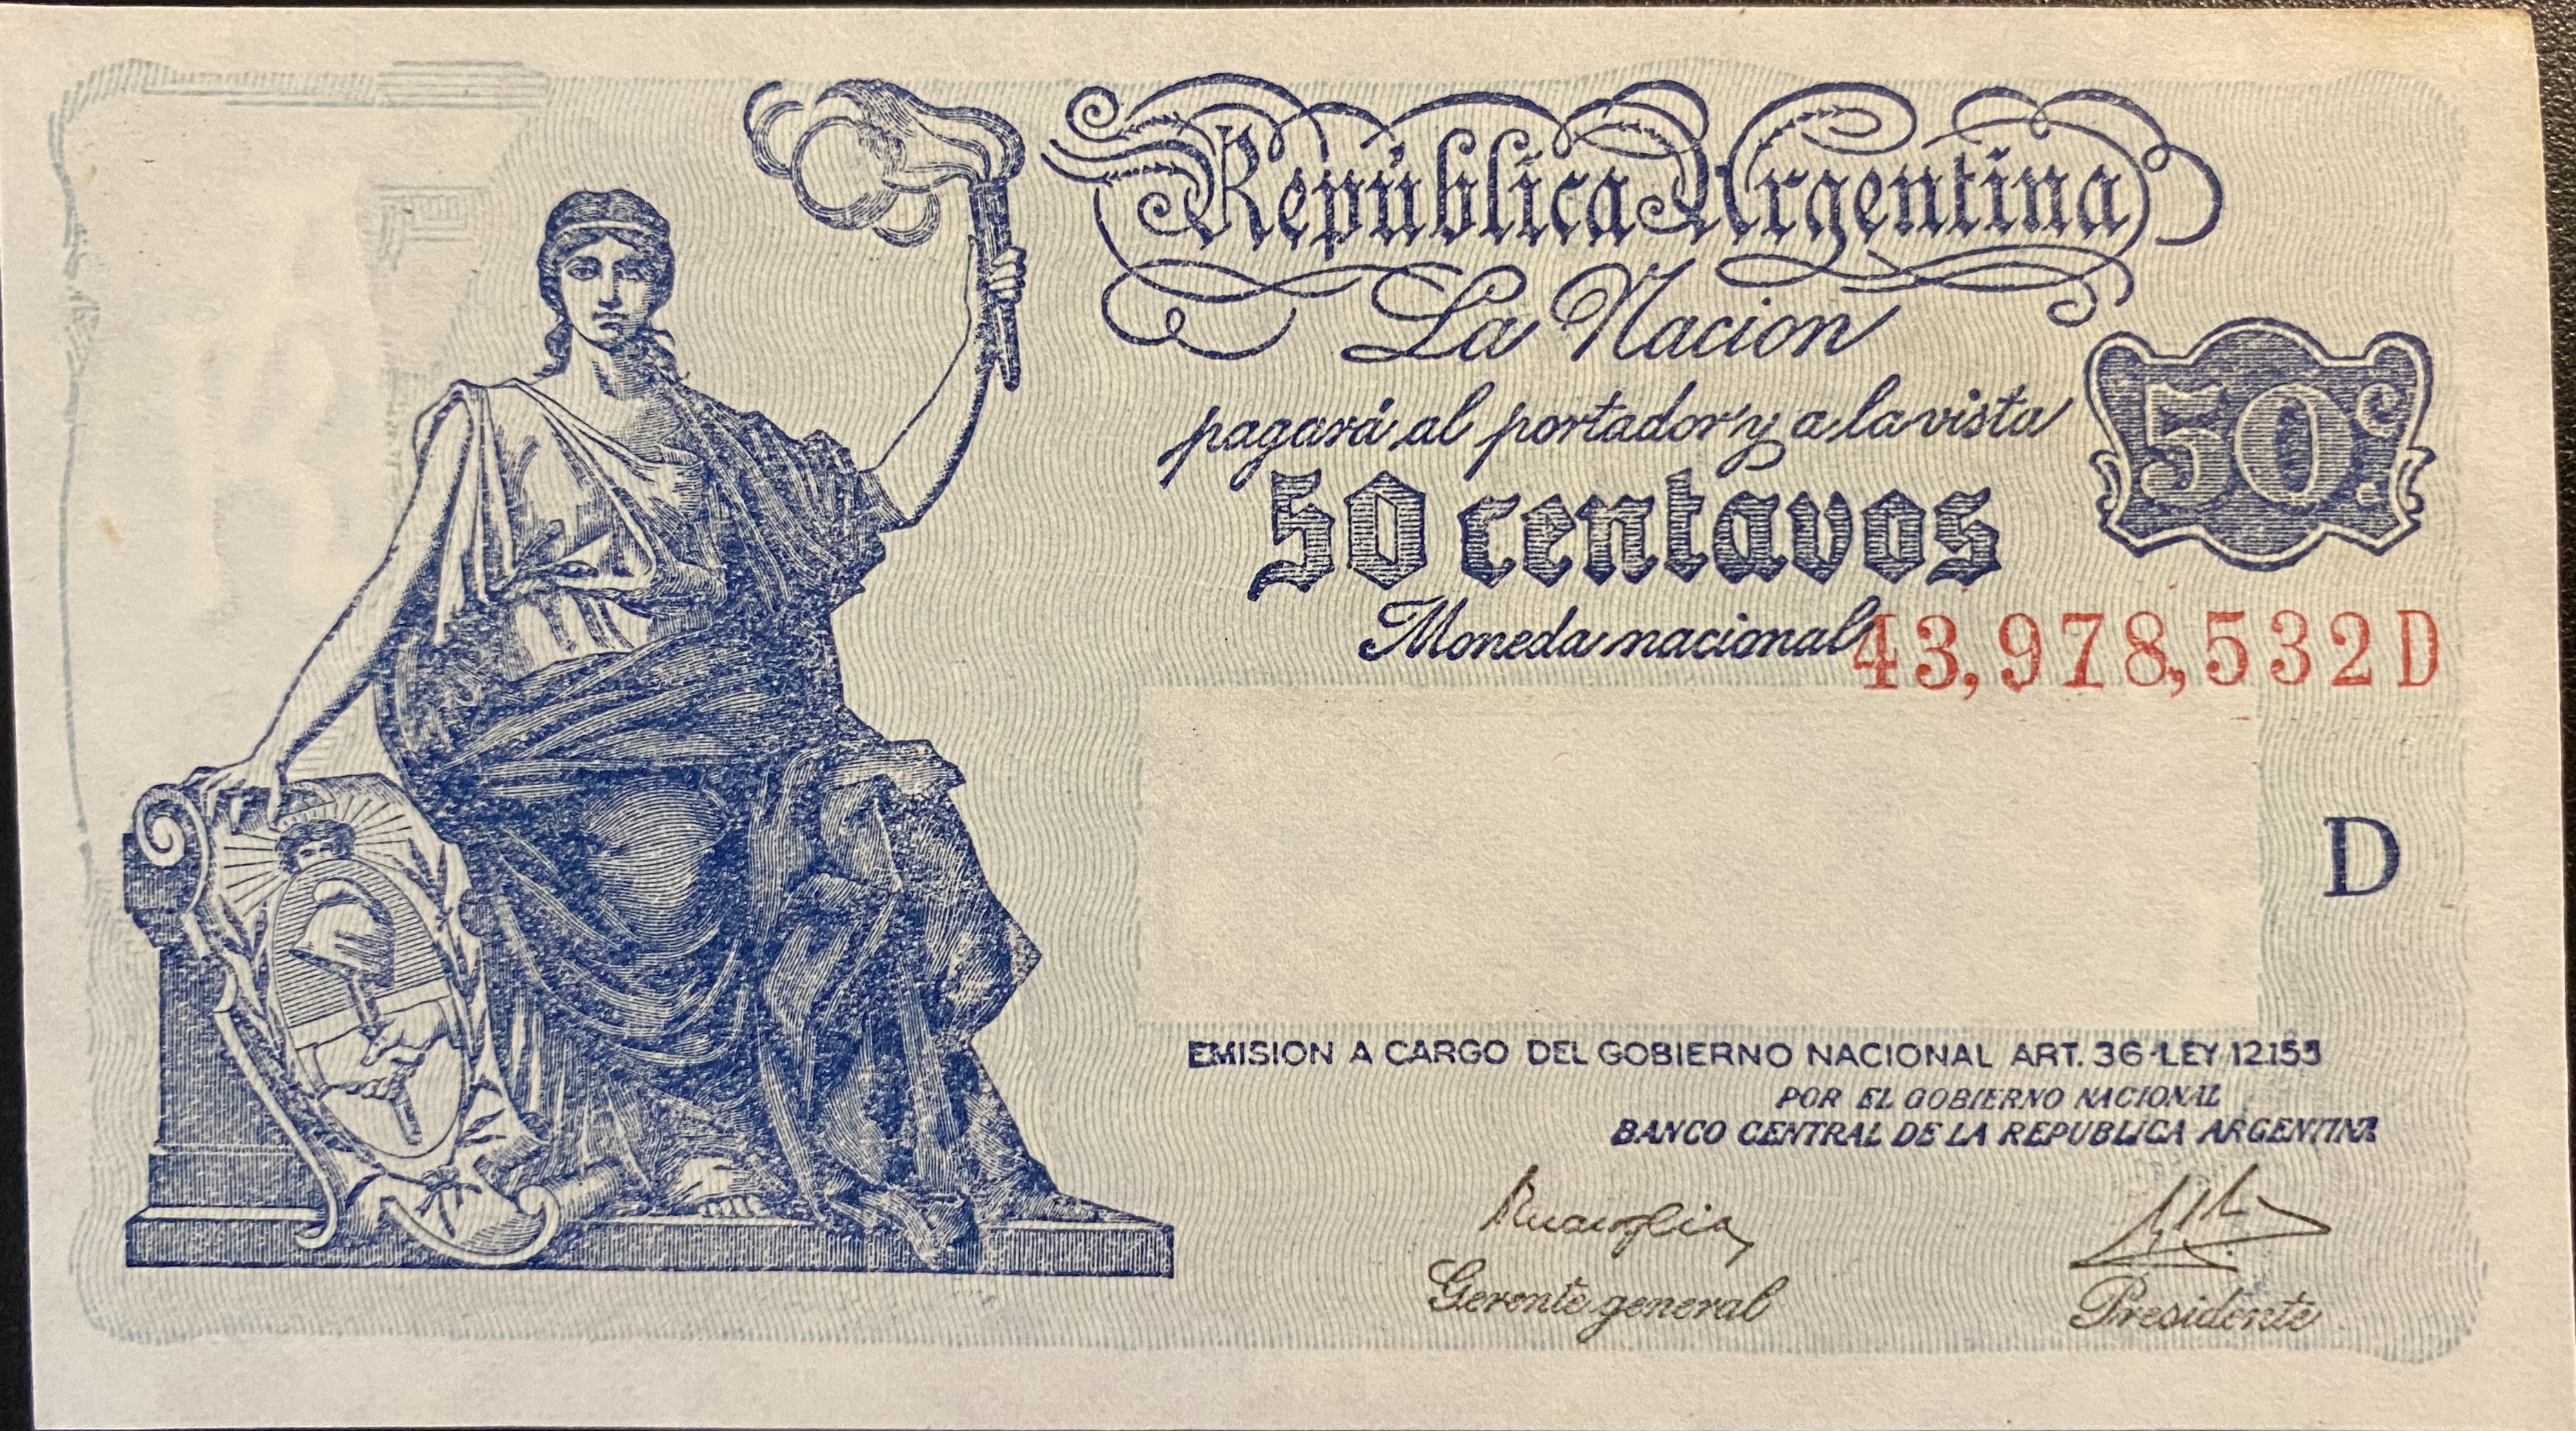 República Argentina
La Nacion
pagará al portador y a la vista
50 c.
50 centavos
Moneda nacional
43,978,532D
D
EMISION A CARGO DEL GOBIERNO NACIONAL ART. 36-LEY 12.155
POR EL GOBIERNO NACIONAL
BANCO CENTRAL DE LA REPUBLICA ARGENTINA
Gerente general
Presidente